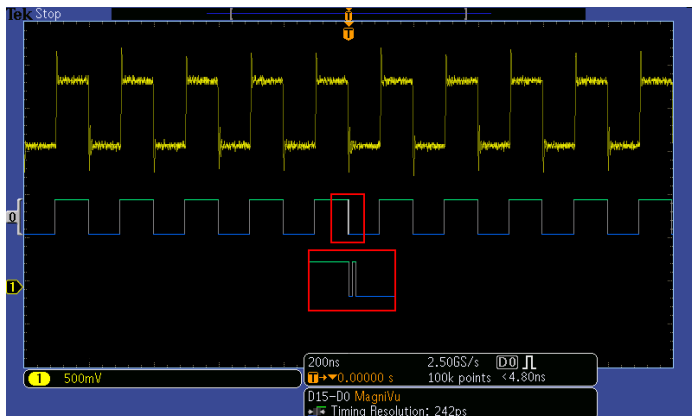 Tek Stop
T
T
0
1
200ns 2.50GS/s D0
T→▼0.00000 s 100k points <4.80ns
1 500mV
D15-D0 MagniVu
Timing Resolution: 242ps